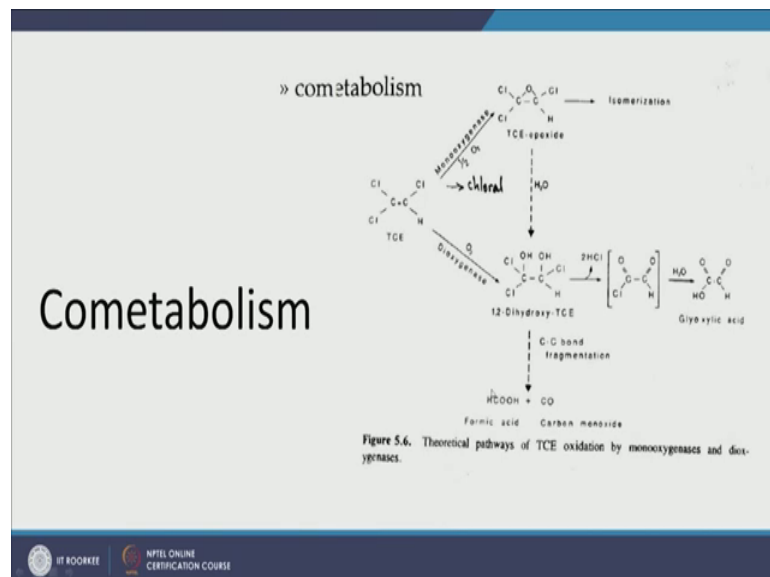 » cometabolism
Cometabolism
Cl O Cl
C - C
Cl H
TCE-epoxide
Isomerization
Monooxygenase
½ O₂
→ chloral
H₂O
Cl Cl
C=C
Cl H
TCE
O₂
Dioxygenase
OH OH
Cl Cl
C - C
Cl H
1,2-Dihydroxy-TCE
2HCl
O O
C-C
Cl H
H₂O
O O
C-C
HO H
Glyoxylic acid
C-C bond
fragmentation
HCOOH + CO
Formic acid Carbon monoxide
Figure 5.6. Theoretical pathways of TCE oxidation by monooxygenases and diox-
ygenases.
IIT ROORKEE
NPTEL ONLINE
CERTIFICATION COURSE